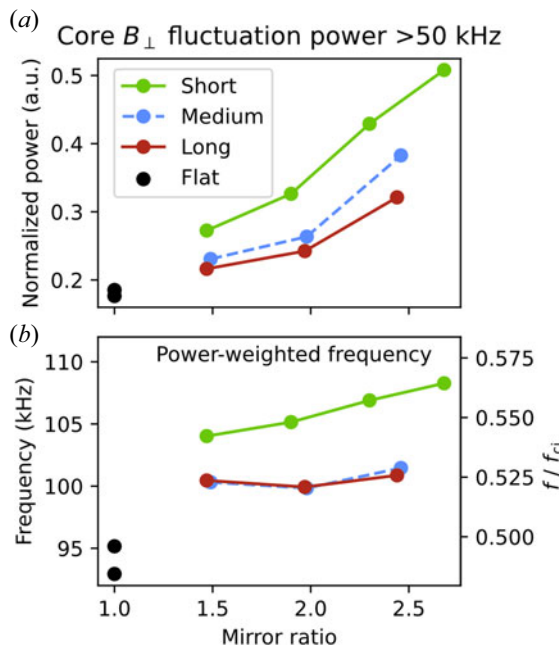 (a)
Core B⊥ fluctuation power >50 kHz
Normalized power (a.u.)
0.5
0.4
0.3
0.2
Short
Medium
Long
Flat
(b)
Power-weighted frequency
Frequency (kHz)
110
105
100
95
0.575
0.550
0.525
0.500
f / fci
1.0 1.5 2.0 2.5
Mirror ratio